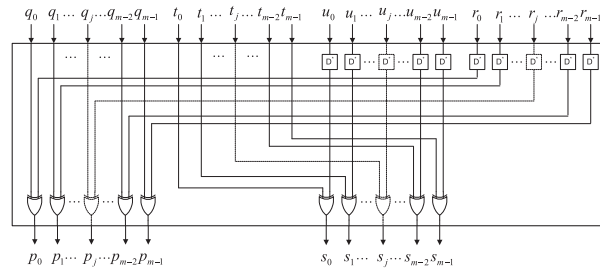 q0 q1 ··· qj ··· qm-2 qm-1 t0 t1 ··· tj ··· tm-2 tm-1 u0 u1 ··· uj ··· um-2 um-1 r0 r1 ··· rj ··· rm-2 rm-1
D* D* ··· D* ··· D* D* D* D* ··· D* ··· D* D*
p0 p1 ··· pj ··· pm-2 pm-1 s0 s1 ··· sj ··· sm-2 sm-1